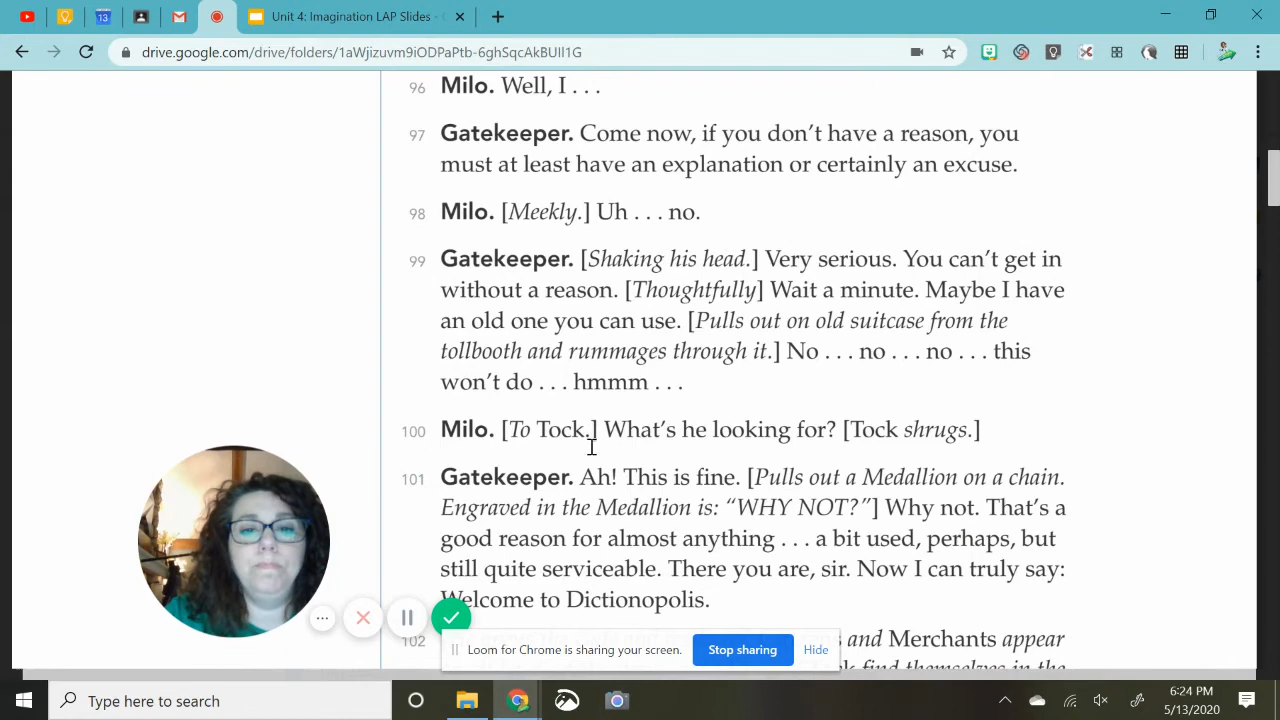 13
Unit 4: Imagination LAP Slides -
drive.google.com/drive/folders/1aWjizuvm9iODPaPtb-6ghSqcAkBUIl1G
96 Milo. Well, I . . .
97 Gatekeeper. Come now, if you don’t have a reason, you
must at least have an explanation or certainly an excuse.
98 Milo. [Meekly.] Uh . . . no.
99 Gatekeeper. [Shaking his head.] Very serious. You can’t get in
without a reason. [Thoughtfully] Wait a minute. Maybe I have
an old one you can use. [Pulls out on old suitcase from the
tollbooth and rummages through it.] No . . . no . . . no . . . this
won’t do . . . hmmm . . .
100 Milo. [To Tock.] What’s he looking for? [Tock shrugs.]
101 Gatekeeper. Ah! This is fine. [Pulls out a Medallion on a chain.
Engraved in the Medallion is: “WHY NOT?”] Why not. That’s a
good reason for almost anything . . . a bit used, perhaps, but
still quite serviceable. There you are, sir. Now I can truly say:
Welcome to Dictionopolis.
102 and Merchants appear
find themselves in the
Loom for Chrome is sharing your screen. Stop sharing Hide
Type here to search
6:24 PM
5/13/2020